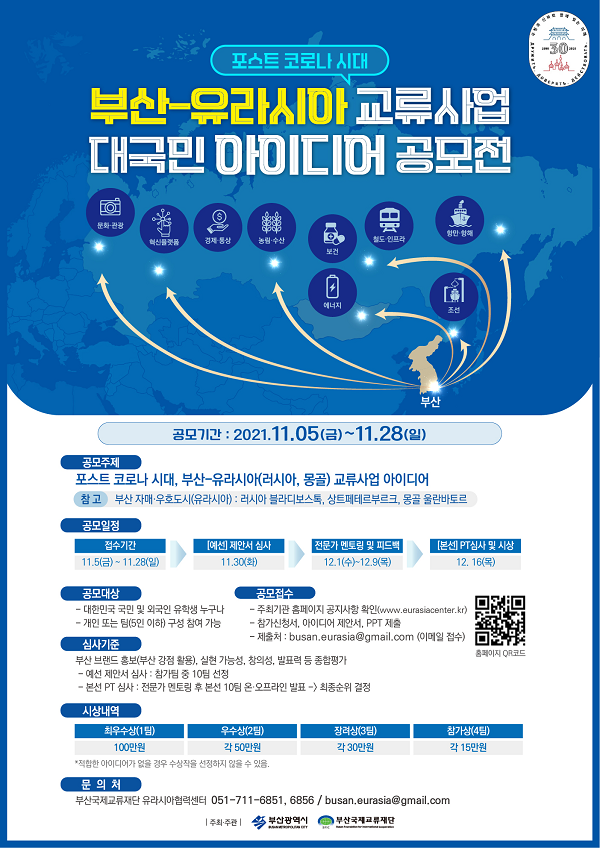 포스트 코로나 시대
부산-유라시아 교류사업
대국민 아이디어 공모전
30
문화·관광
혁신플랫폼
경제·통상
농림·수산
보건
철도·인프라
항만·항해
에너지
조선
부산
공모기간 : 2021.11.05(금)~11.28(일)
공모주제
포스트 코로나 시대, 부산-유라시아(러시아, 몽골) 교류사업 아이디어
참 고 부산 자매·우호도시(유라시아) : 러시아 블라디보스톡, 상트페테르부르크, 몽골 울란바토르
공모일정
접수기간 [예선] 제안서 심사 전문가 멘토링 및 피드백 [본선] PT심사 및 시상
11.5(금) ~ 11.28(일) 11.30(화) 12.1(수)~12.9(목) 12. 16(목)
공모대상
- 대한민국 국민 및 외국인 유학생 누구나
- 개인 또는 팀(5인 이하) 구성 참여 가능
공모접수
- 주최기관 홈페이지 공지사항 확인(www.eurasiacenter.kr)
- 참가신청서, 아이디어 제안서, PPT 제출
- 제출처 : busan.eurasia@gmail.com (이메일 접수)
홈페이지 QR코드
심사기준
부산 브랜드 홍보(부산 강점 활용), 실현 가능성, 창의성, 발표력 등 종합평가
- 예선 제안서 심사 : 참가팀 중 10팀 선정
- 본선 PT 심사 : 전문가 멘토링 후 본선 10팀 온·오프라인 발표 -> 최종순위 결정
시상내역
최우수상(1팀) 우수상(2팀) 장려상(3팀) 참가상(4팀)
100만원 각 50만원 각 30만원 각 15만원
*적합한 아이디어가 없을 경우 수상작을 선정하지 않을 수 있음.
문 의 처
부산국제교류재단 유라시아협력센터 051-711-6851, 6856 / busan.eurasia@gmail.com
| 주최·주관 | 부산광역시 부산국제교류재단
BUSAN METROPOLITAN CITY